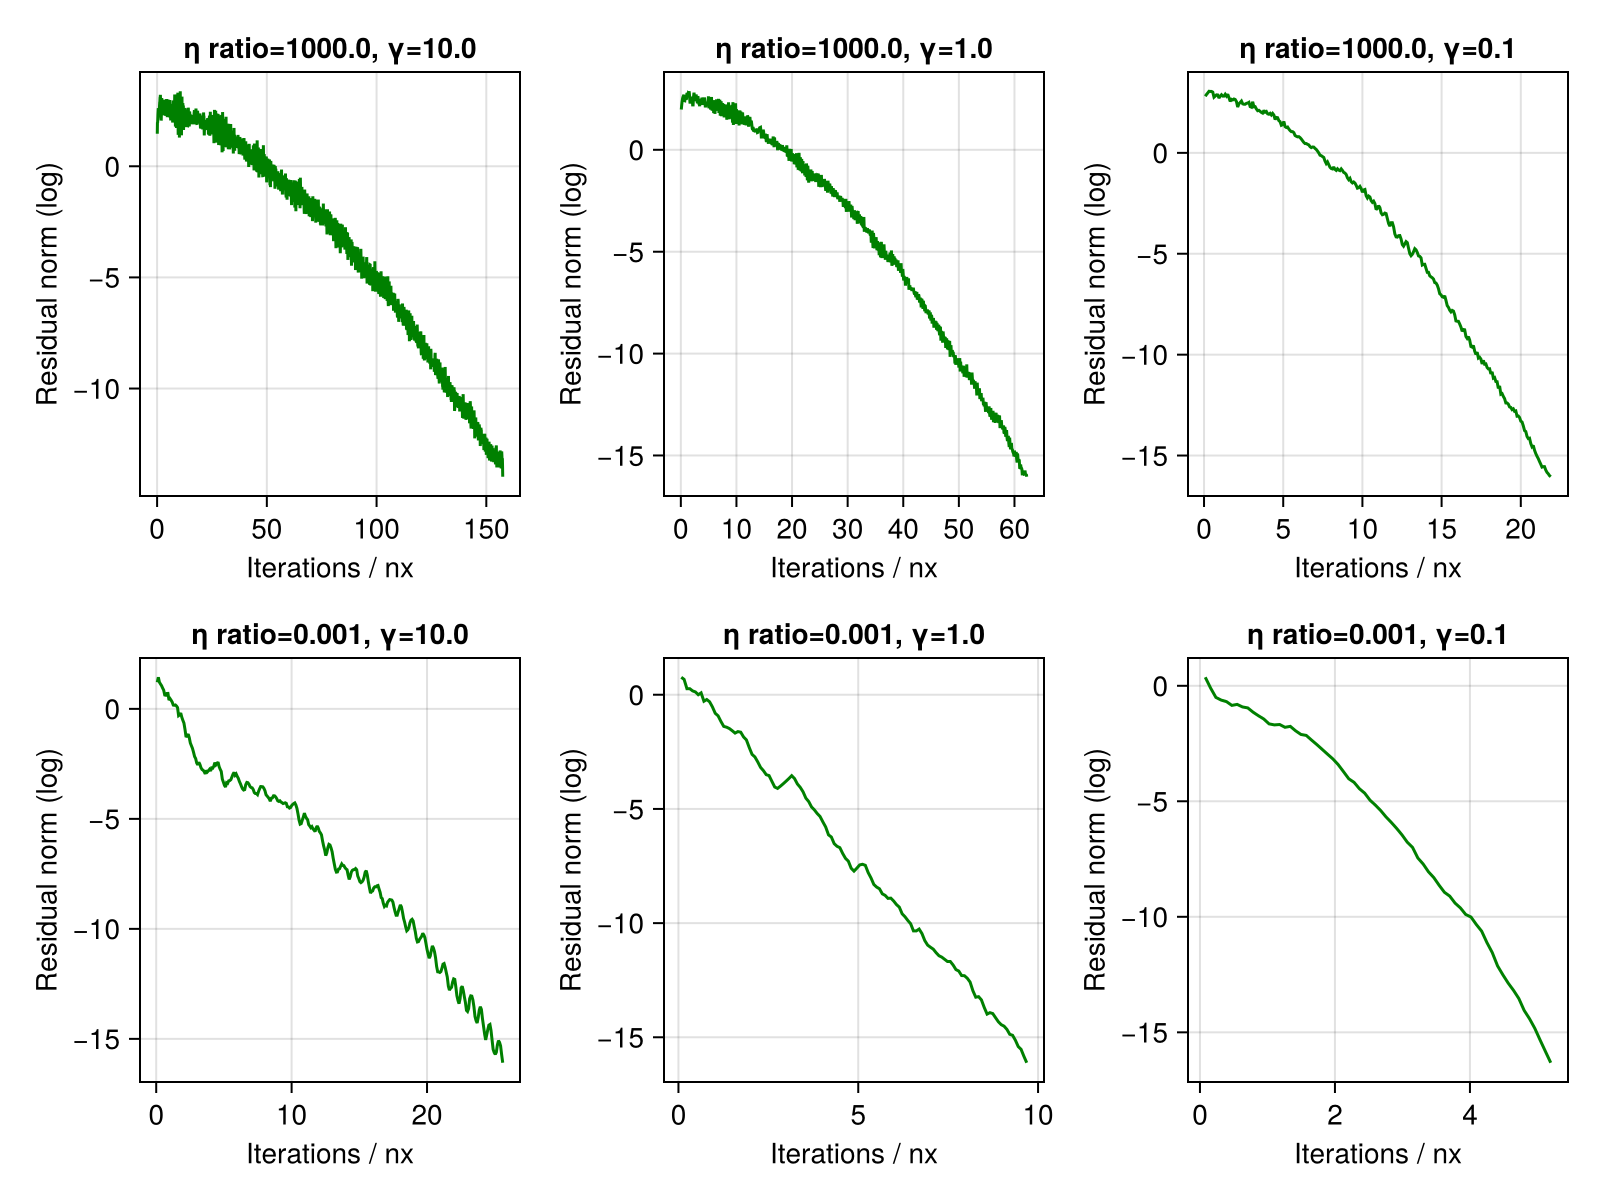 η ratio=1000.0, γ=10.0
Residual norm (log)
0
−5
−10
0 50 100 150
Iterations / nx
η ratio=1000.0, γ=1.0
Residual norm (log)
0
−5
−10
−15
0 10 20 30 40 50 60
Iterations / nx
η ratio=1000.0, γ=0.1
Residual norm (log)
0
−5
−10
−15
0 5 10 15 20
Iterations / nx
η ratio=0.001, γ=10.0
Residual norm (log)
0
−5
−10
−15
0 10 20
Iterations / nx
η ratio=0.001, γ=1.0
Residual norm (log)
0
−5
−10
−15
0 5 10
Iterations / nx
η ratio=0.001, γ=0.1
Residual norm (log)
0
−5
−10
−15
0 2 4
Iterations / nx